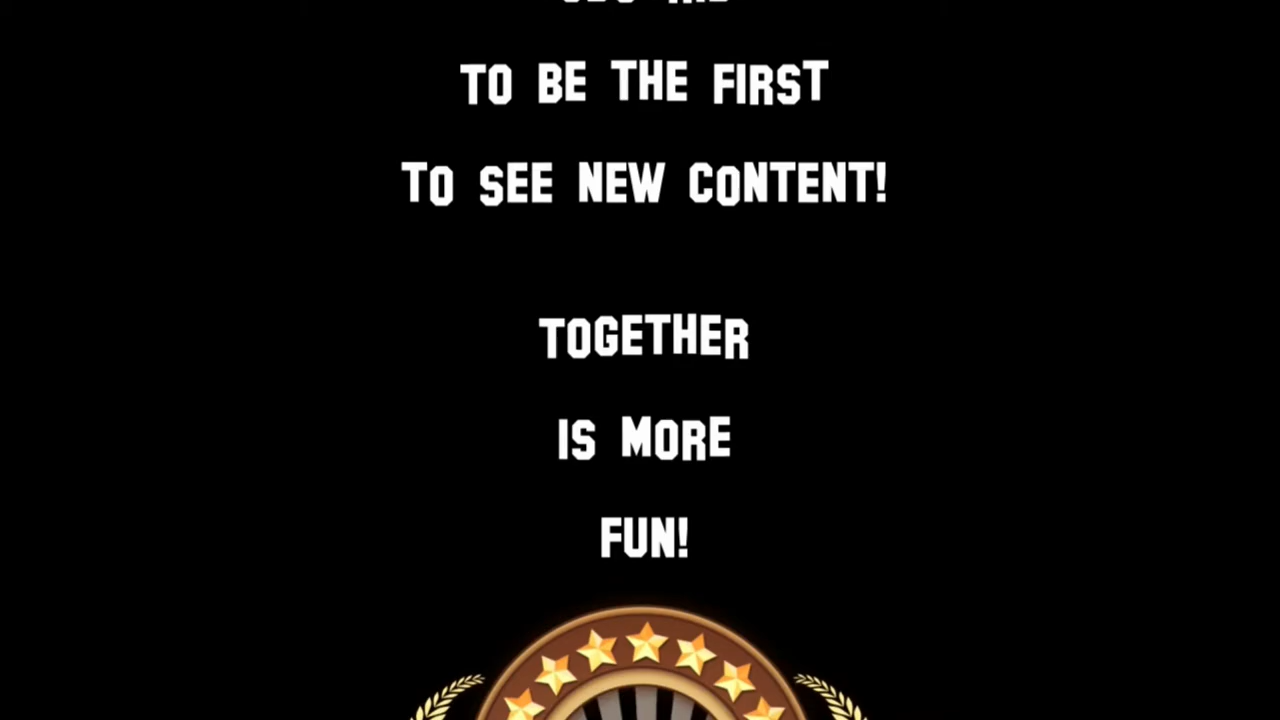 TO BE THE FIRST
TO SEE NEW CONTENT!
TOGETHER
IS MORE
FUN!